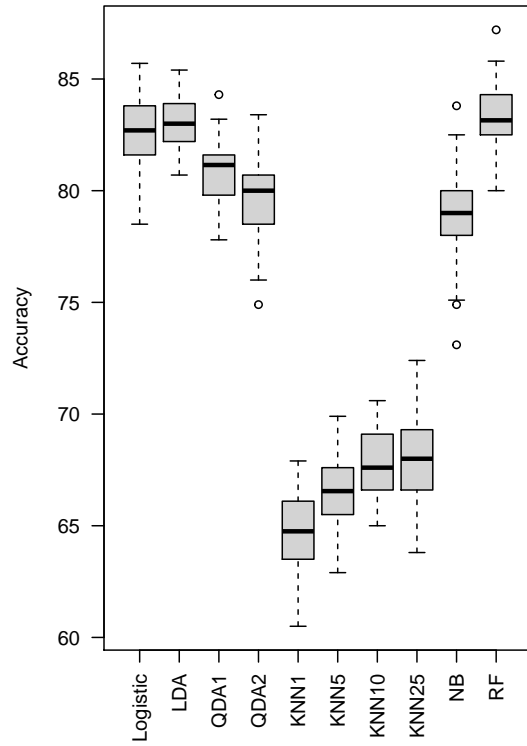 85
80
75
70
65
60
Accuracy
Logistic
LDA
QDA1
QDA2
KNN1
KNN5
KNN10
KNN25
NB
RF